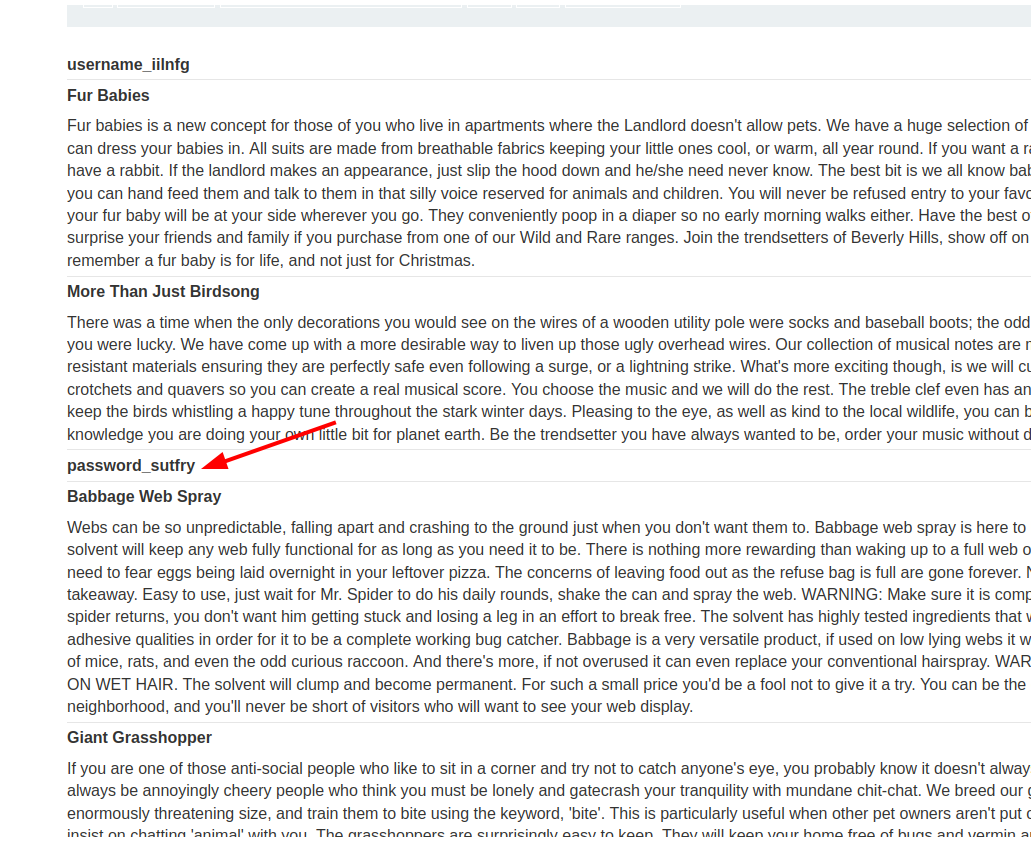 username_iilnfg
Fur Babies
Fur babies is a new concept for those of you who live in apartments where the Landlord doesn't allow pets. We have a huge selection of
can dress your babies in. All suits are made from breathable fabrics keeping your little ones cool, or warm, all year round. If you want a
have a rabbit. If the landlord makes an appearance, just slip the hood down and he/she need never know. The best bit is we all know
you can hand feed them and talk to them in that silly voice reserved for animals and children. You will never be refused entry to your
your fur baby will be at your side wherever you go. They conveniently poop in a diaper so no early morning walks either. Have the best
surprise your friends and family if you purchase from one of our Wild and Rare ranges. Join the trendsetters of Beverly Hills, show off on
remember a fur baby is for life, and not just for Christmas.
More Than Just Birdsong
There was a time when the only decorations you would see on the wires of a wooden utility pole were socks and baseball boots; the odd
you were lucky. We have come up with a more desirable way to liven up those ugly overhead wires. Our collection of musical notes are
resistant materials ensuring they are perfectly safe even following a surge, or a lightning strike. What's more exciting though, is we will
crotchets and quavers so you can create a real musical score. You choose the music and we will do the rest. The treble clef even has
keep the birds whistling a happy tune throughout the stark winter days. Pleasing to the eye, as well as kind to the local wildlife, you can
knowledge you are doing your own little bit for planet earth. Be the trendsetter you have always wanted to be, order your music without
password_sutfry
Babbage Web Spray
Webs can be so unpredictable, falling apart and crashing to the ground just when you don't want them to. Babbage web spray is here to
solvent will keep any web fully functional for as long as you need it to be. There is nothing more rewarding than waking up to a full web
need to fear eggs being laid overnight in your leftover pizza. The concerns of leaving food out as the refuse bag is full are gone forever.
takeaway. Easy to use, just wait for Mr. Spider to do his daily rounds, shake the can and spray the web. WARNING: Make sure it is
spider returns, you don't want him getting stuck and losing a leg in an effort to break free. The solvent has highly tested ingredients that
adhesive qualities in order for it to be a complete working bug catcher. Babbage is a very versatile product, if used on low lying webs it
of mice, rats, and even the odd curious raccoon. And there's more, if not overused it can even replace your conventional hairspray.
ON WET HAIR. The solvent will clump and become permanent. For such a small price you'd be a fool not to give it a try. You can be the
neighborhood, and you'll never be short of visitors who will want to see your web display.
Giant Grasshopper
If you are one of those anti-social people who like to sit in a corner and try not to catch anyone's eye, you probably know it doesn't
always be annoyingly cheery people who think you must be lonely and gatecrash your tranquility with mundane chit-chat. We breed our
enormously threatening size, and train them to bite using the keyword, 'bite'. This is particularly useful when other pet owners aren't put
insist on chatting 'animal' with you. The grasshoppers are surprisingly easy to keep. They will keep your home free of bugs and vermin